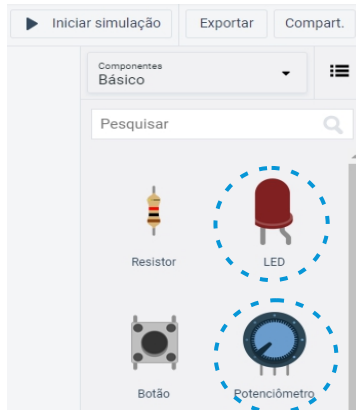 Iniciar simulação Exportar Compart.
Componentes
Básico
Pesquisar
Resistor LED
Botão Potenciômetro